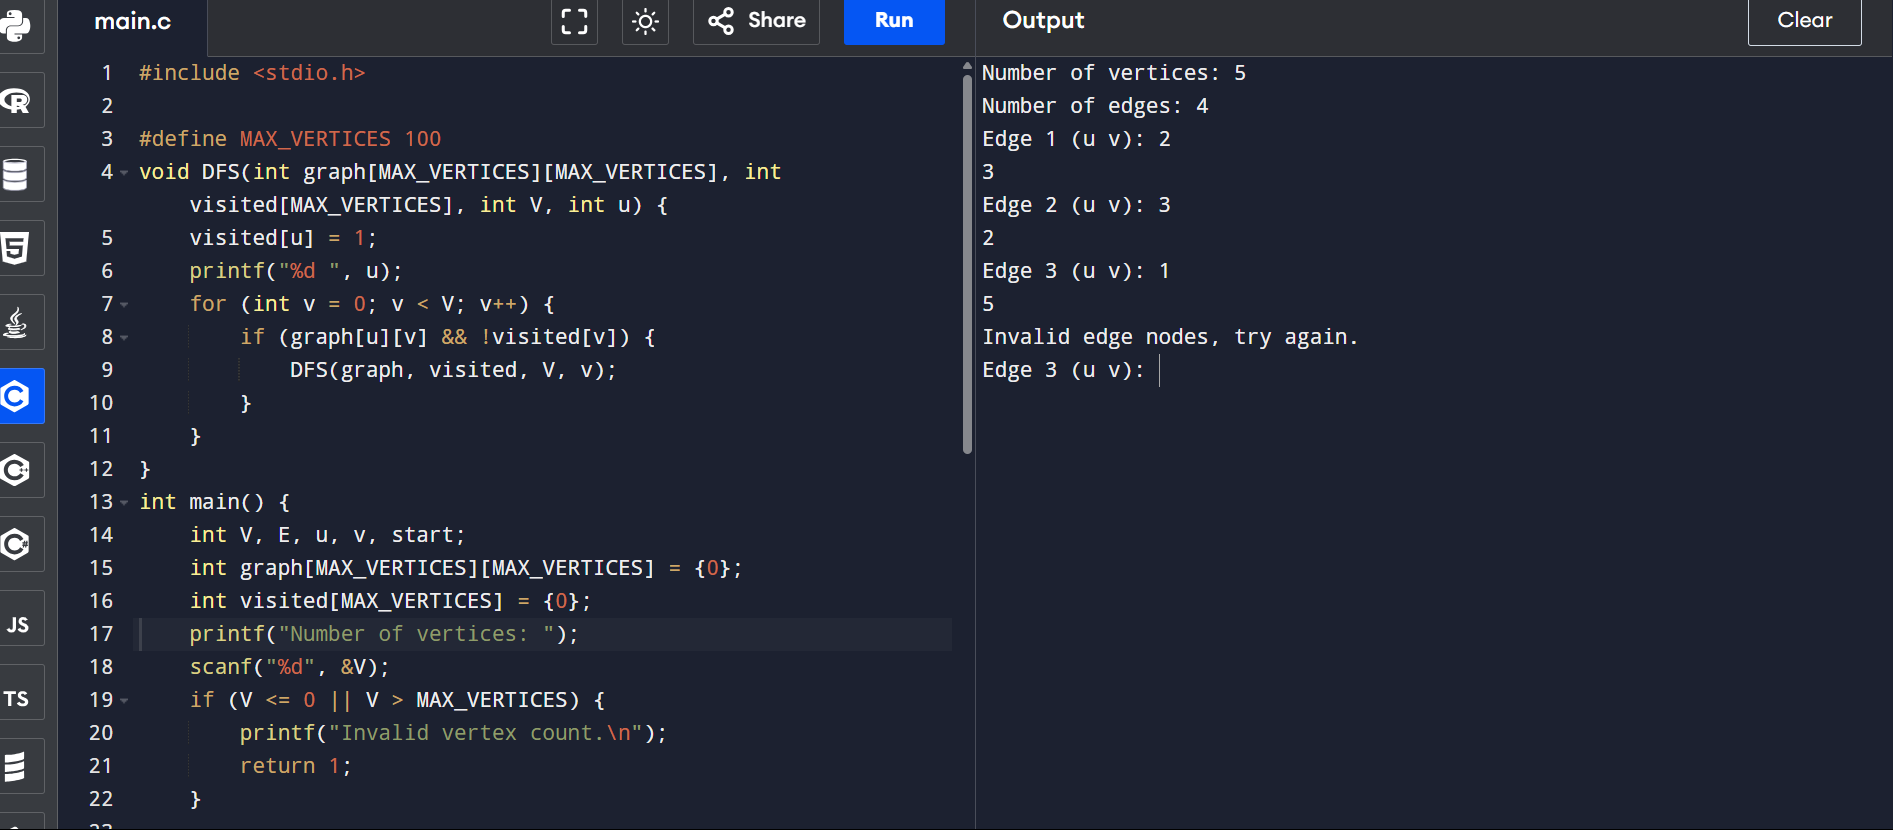 main.c
Share
Run
Output
Clear
1 #include <stdio.h>
2
3 #define MAX_VERTICES 100
4 void DFS(int graph[MAX_VERTICES][MAX_VERTICES], int
visited[MAX_VERTICES], int V, int u) {
5 visited[u] = 1;
6 printf("%d ", u);
7 for (int v = 0; v < V; v++) {
8 if (graph[u][v] && !visited[v]) {
9 DFS(graph, visited, V, v);
10 }
11 }
12 }
13 int main() {
14 int V, E, u, v, start;
15 int graph[MAX_VERTICES][MAX_VERTICES] = {0};
16 int visited[MAX_VERTICES] = {0};
17 printf("Number of vertices: ");
18 scanf("%d", &V);
19 if (V <= 0 || V > MAX_VERTICES) {
20 printf("Invalid vertex count.\n");
21 return 1;
22 }
Number of vertices: 5
Number of edges: 4
Edge 1 (u v): 2
3
Edge 2 (u v): 3
2
Edge 3 (u v): 1
5
Invalid edge nodes, try again.
Edge 3 (u v):
R
5
C
C
C
JS
TS